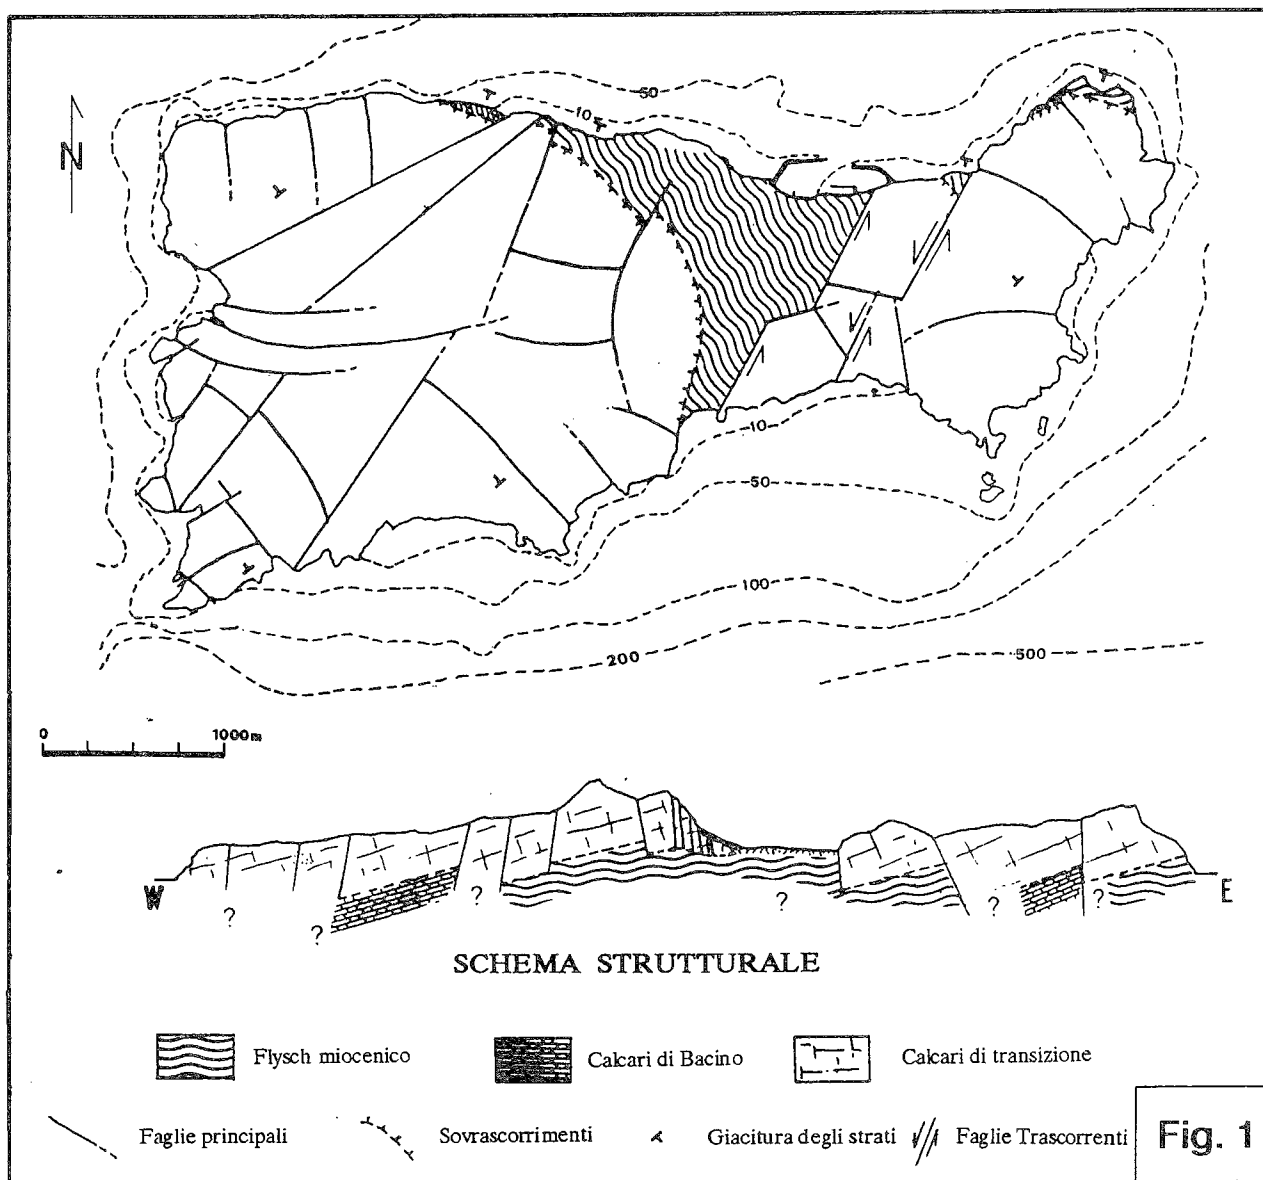 50
10
N
10
50
100
200
500
0 1000m
W E
? ? ? ? ? ?
SCHEMA STRUTTURALE
Flysch miocenico Calcari di Bacino Calcari di transizione
Faglie principali Sovrascorrimenti Giacitura degli strati Faglie Trascorrenti
Fig. 1